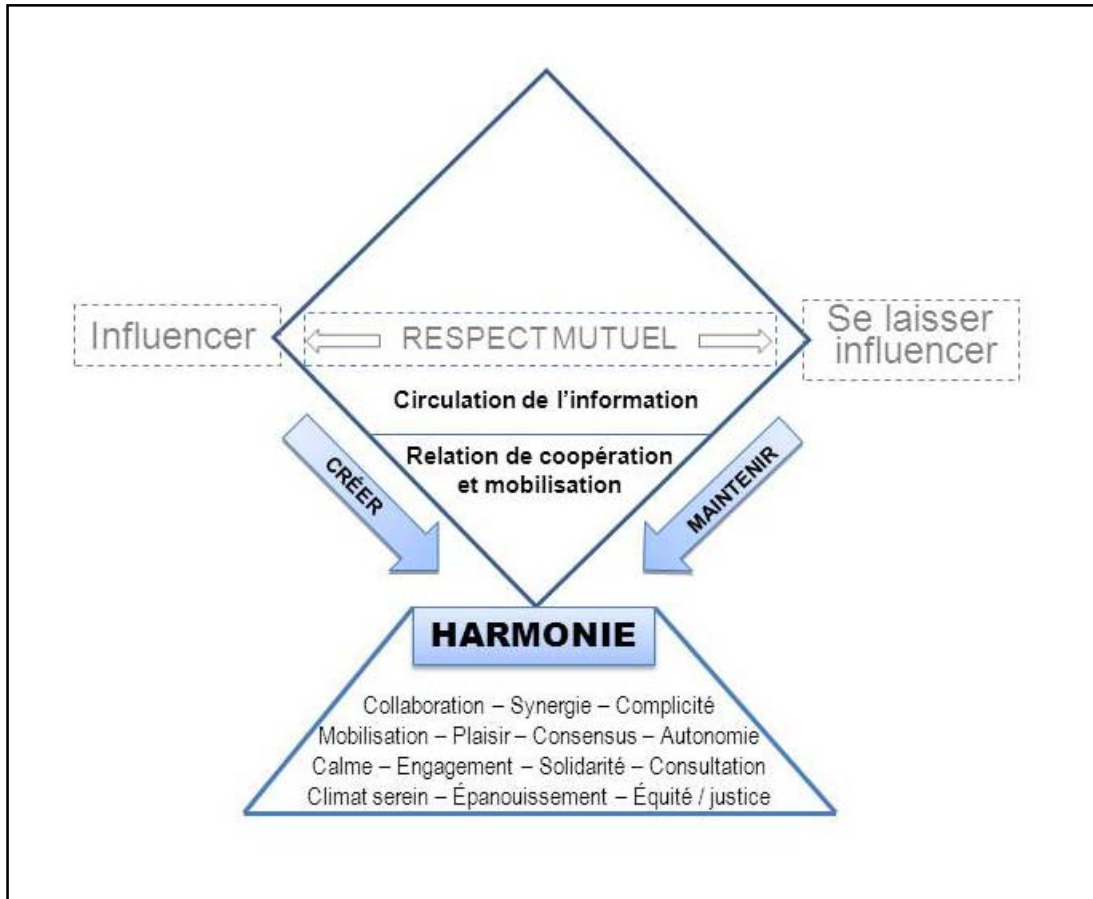 Influencer
RESPECT MUTUEL
Se laisser
influencer
Circulation de l'information
Relation de coopération
et mobilisation
CRÉER
MAINTENIR
HARMONIE
Collaboration – Synergie – Complicité
Mobilisation – Plaisir – Consensus – Autonomie
Calme – Engagement – Solidarité – Consultation
Climat serein – Épanouissement – Équité / justice